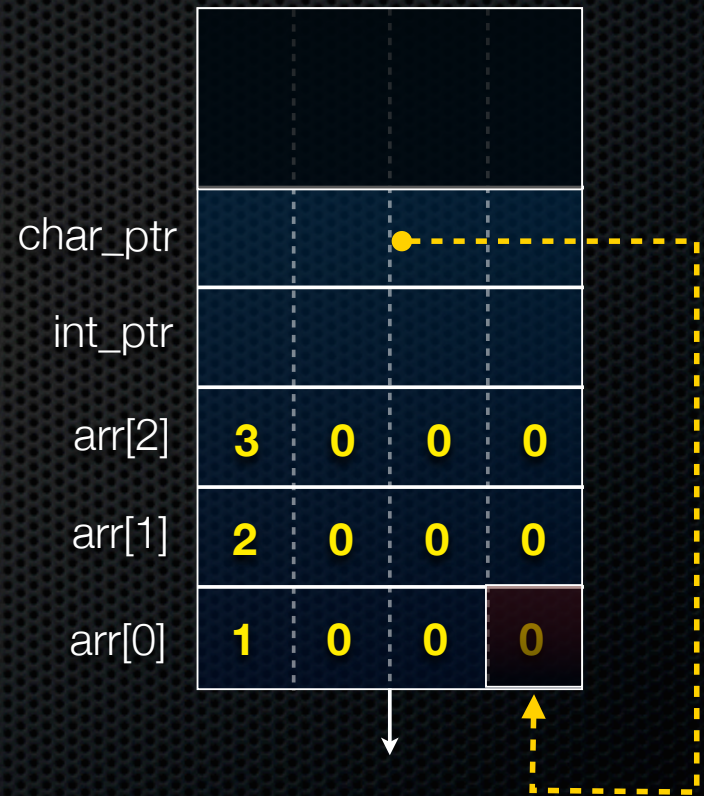 char_ptr
int_ptr
arr[2] 3 0 0 0
arr[1] 2 0 0 0
arr[0] 1 0 0 0